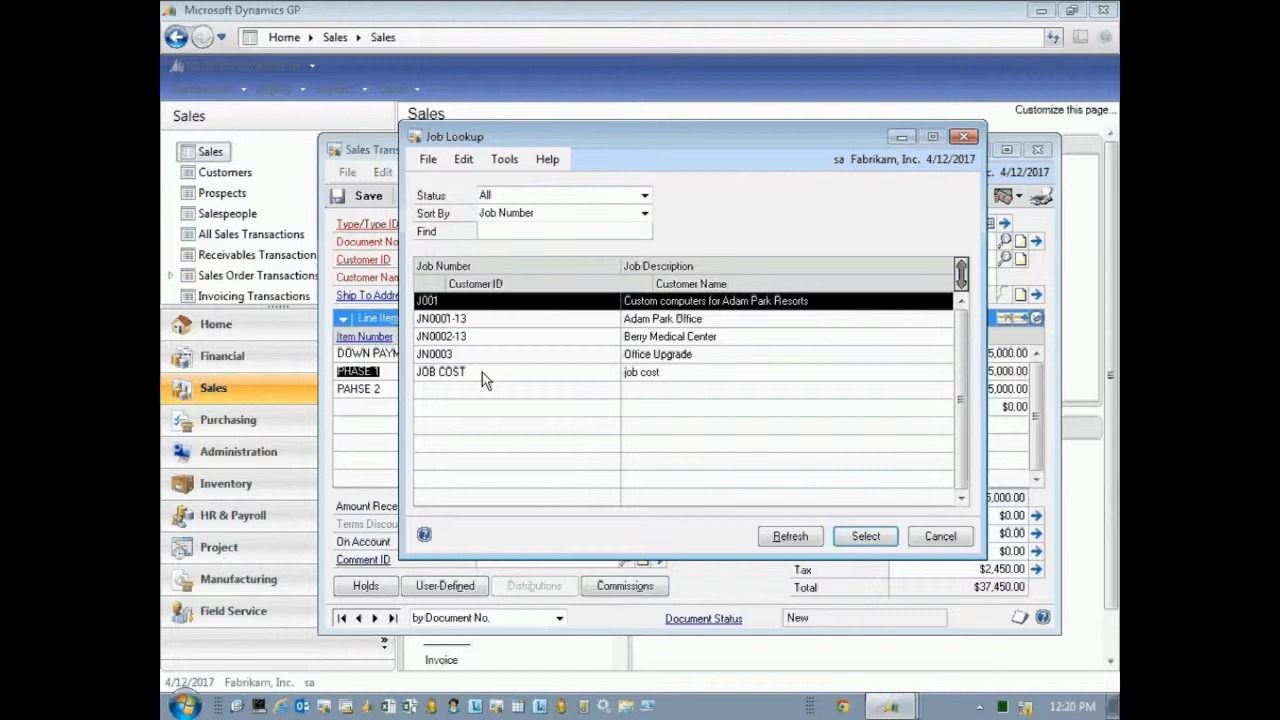 Microsoft Dynamics GP
Home Sales Sales
Sales
Sales
Customize this page...
Sales
Customers
Prospects
Salespeople
All Sales Transactions
Receivables Transaction
Sales Order Transactions
Invoicing Transactions
Home
Financial
Sales
Purchasing
Administration
Inventory
HR & Payroll
Project
Manufacturing
Field Service
Sales Trans
File Edit
4/12/2017
Save
Type/Type ID
Document No
Customer ID
Customer Nam
Ship To Addre
Line Item
Item Number
DOWN PAYM
PHASE 1
PAHSE 2
5,000.00
5,000.00
$0.00
Job Lookup
File Edit Tools Help
sa Fabrikam, Inc. 4/12/2017
Status All
Sort By Job Number
Find
Job Number Job Description
Customer ID Customer Name
J001 Custom computers for Adam Park Resorts
JN0001-13 Adam Park Office
JN0002-13 Berry Medical Center
JN0003 Office Upgrade
JOB COST job cost
Refresh Select Cancel
Amount Rece
Terms Discou
On Account
Comment ID
5,000.00
$0.00
$0.00
$0.00
Tax $2,450.00
Total $37,450.00
Holds User-Defined Distributions Commissions
by Document No. Document Status New
Invoice
4/12/2017 Fabrikam, Inc. sa
12:20 PM